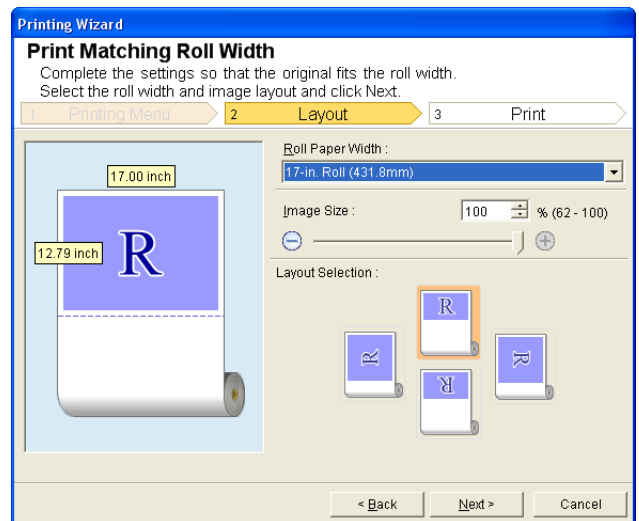 Printing Wizard
Print Matching Roll Width
Complete the settings so that the original fits the roll width.
Select the roll width and image layout and click Next.
1 Printing Menu 2 Layout 3 Print
Roll Paper Width :
17.00 inch
17-in. Roll (431.8mm)
Image Size : 100 % (62 - 100)
12.79 inch
R
Layout Selection :
R
R
R
R
< Back Next > Cancel